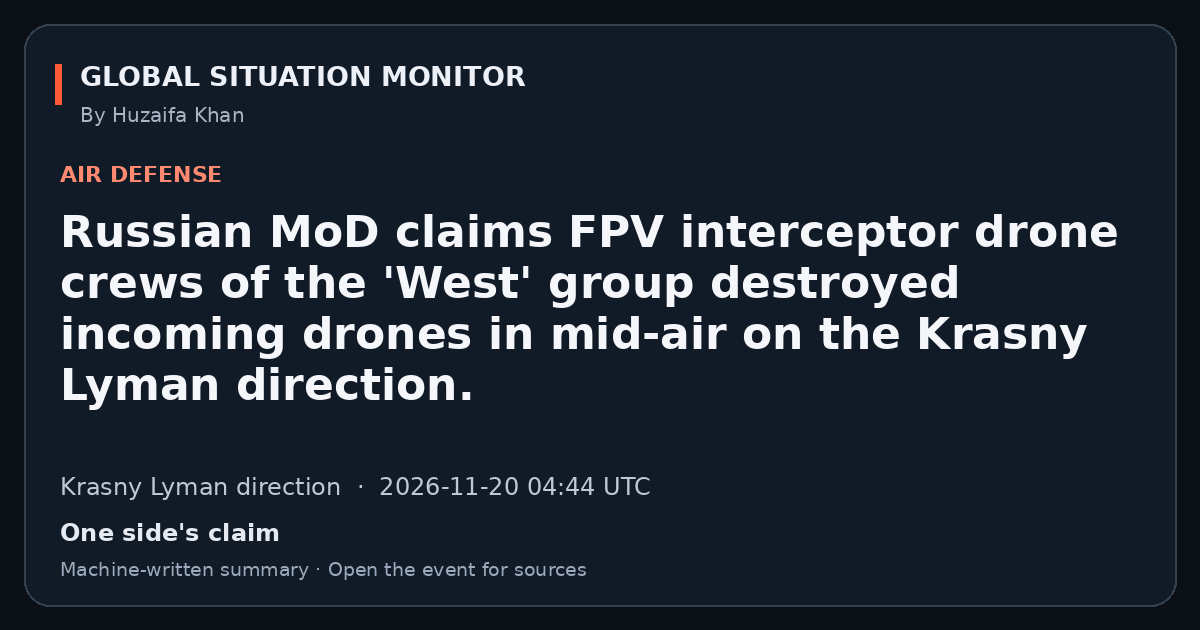 GLOBAL SITUATION MONITOR
By Huzaifa Khan
AIR DEFENSE
Russian MoD claims FPV interceptor drone
crews of the 'West' group destroyed
incoming drones in mid-air on the Krasny
Lyman direction.
Krasny Lyman direction · 2026-11-20 04:44 UTC
One side's claim
Machine-written summary · Open the event for sources